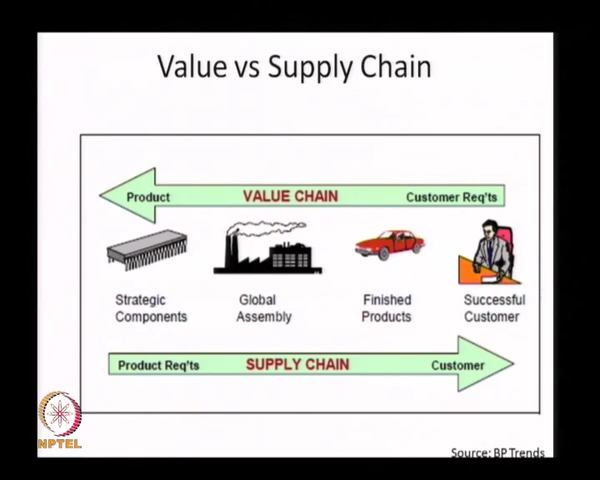 Value vs Supply Chain
Product VALUE CHAIN Customer Req'ts
Strategic Components
Global Assembly
Finished Products
Successful Customer
Product Req'ts SUPPLY CHAIN Customer
NPTEL
Source: BP Trends